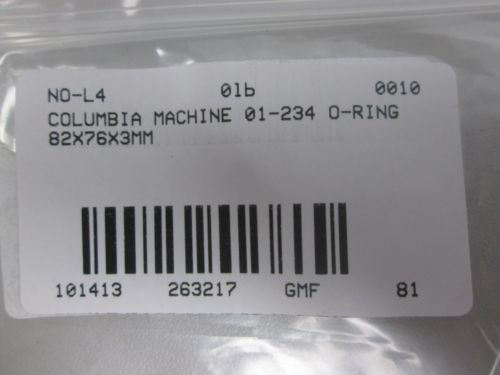 NO-L4 01b 0010
COLUMBIA MACHINE 01-234 O-RING
82X76X3MM
101413 263217 GMF 81